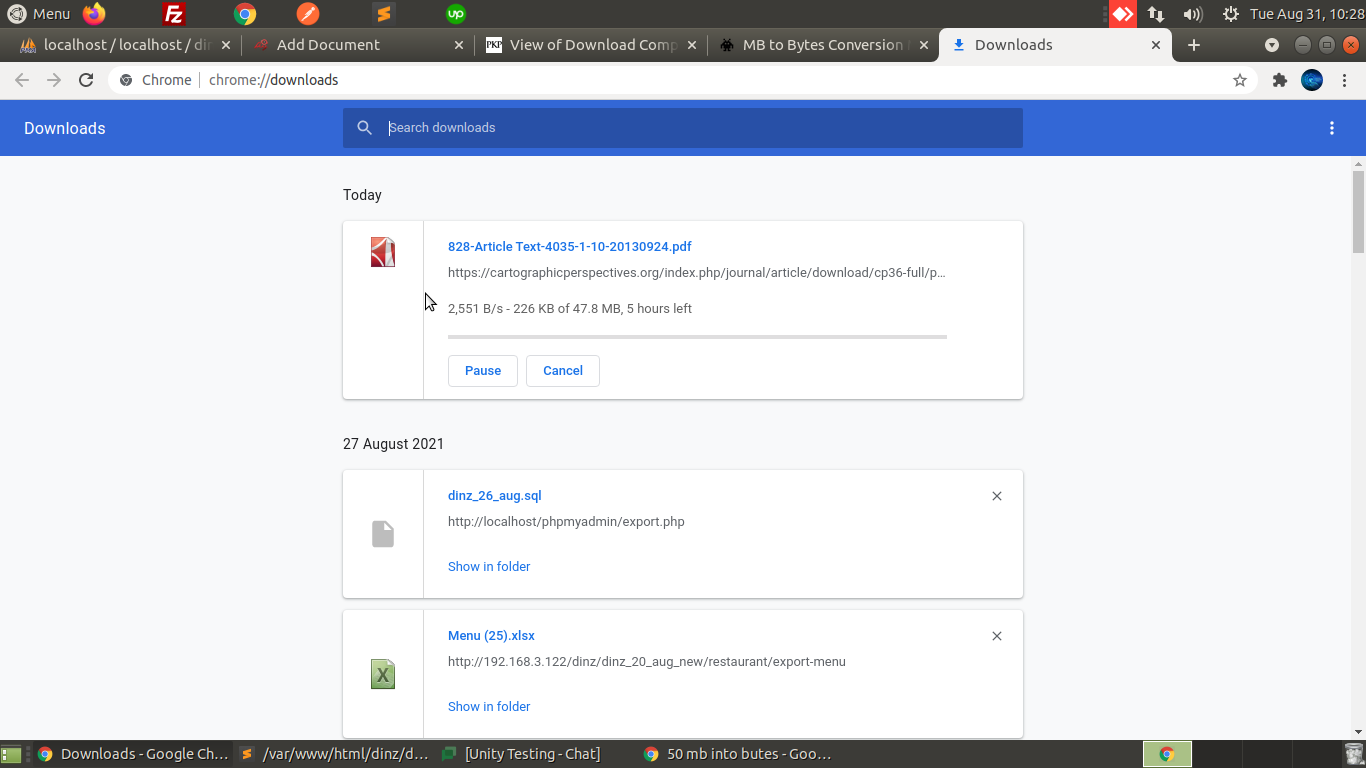 Menu
Tue Aug 31, 10:28
localhost / localhost / din
Add Document
PKP View of Download Comp
MB to Bytes Conversion
Downloads
Chrome chrome://downloads
Downloads
Search downloads
Today
828-Article Text-4035-1-10-20130924.pdf
https://cartographicperspectives.org/index.php/journal/article/download/cp36-full/p…
2,551 B/s - 226 KB of 47.8 MB, 5 hours left
Pause
Cancel
27 August 2021
dinz_26_aug.sql
http://localhost/phpmyadmin/export.php
Show in folder
Menu (25).xlsx
http://192.168.3.122/dinz/dinz_20_aug_new/restaurant/export-menu
Show in folder
Downloads - Google Ch…
/var/www/html/dinz/d…
[Unity Testing - Chat]
50 mb into butes - Goo…